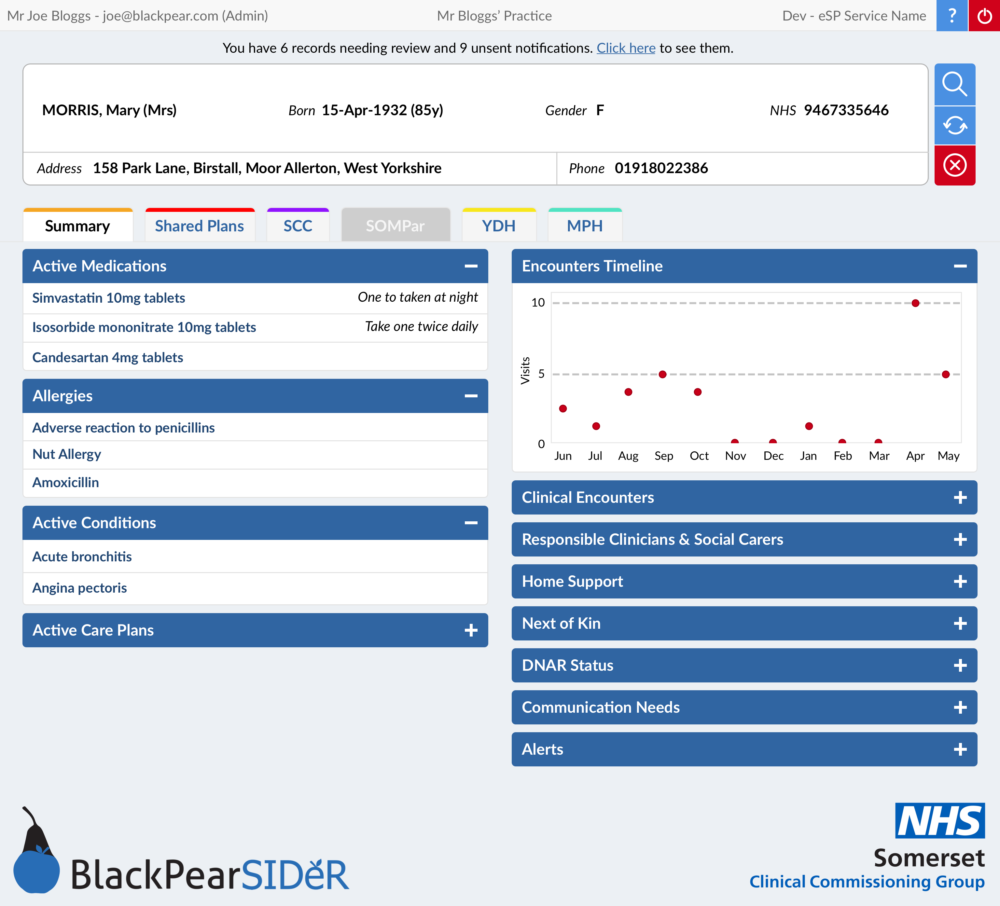 Mr Joe Bloggs - joe@blackpear.com (Admin) Mr Bloggs’ Practice Dev - eSP Service Name ?
You have 6 records needing review and 9 unsent notifications. Click here to see them.
MORRIS, Mary (Mrs) Born 15-Apr-1932 (85y) Gender F NHS 9467335646
Address 158 Park Lane, Birstall, Moor Allerton, West Yorkshire Phone 01918022386
Summary Shared Plans SCC SOMPar YDH MPH
Active Medications
Simvastatin 10mg tablets One to taken at night
Isosorbide mononitrate 10mg tablets Take one twice daily
Candesartan 4mg tablets
Allergies
Adverse reaction to penicillins
Nut Allergy
Amoxicillin
Active Conditions
Acute bronchitis
Angina pectoris
Active Care Plans
Encounters Timeline
10
Visits
5
0
Jun Jul Aug Sep Oct Nov Dec Jan Feb Mar Apr May
Clinical Encounters
Responsible Clinicians & Social Carers
Home Support
Next of Kin
DNAR Status
Communication Needs
Alerts
BlackPearSIDeR
NHS
Somerset
Clinical Commissioning Group